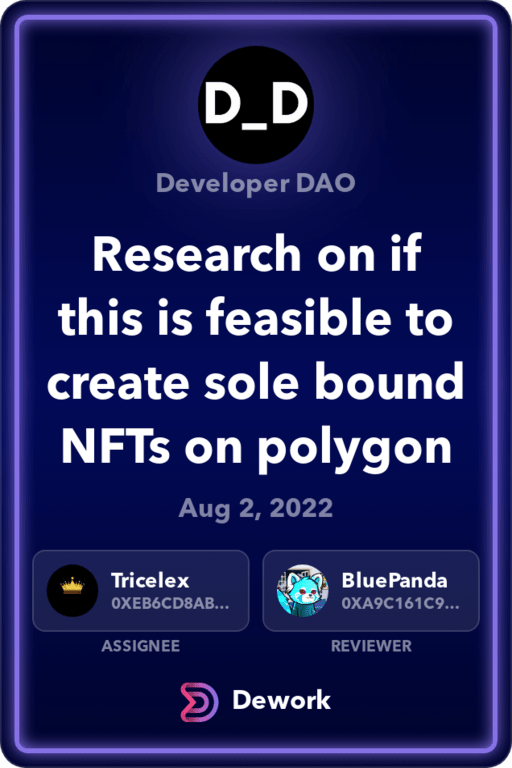 D_D
Developer DAO
Research on if
this is feasible to
create sole bound
NFTs on polygon
Aug 2, 2022
Tricelex
0XEB6CD8AB...
ASSIGNEE
BluePanda
0XA9C161C9...
REVIEWER
Dework